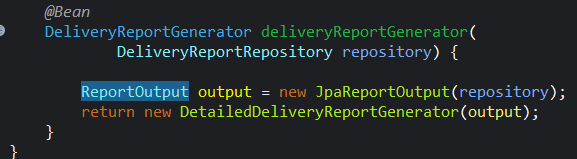 @Bean
DeliveryReportGenerator deliveryReportGenerator(
DeliveryReportRepository repository) {
ReportOutput output = new JpaReportOutput(repository);
return new DetailedDeliveryReportGenerator(output);
}
}